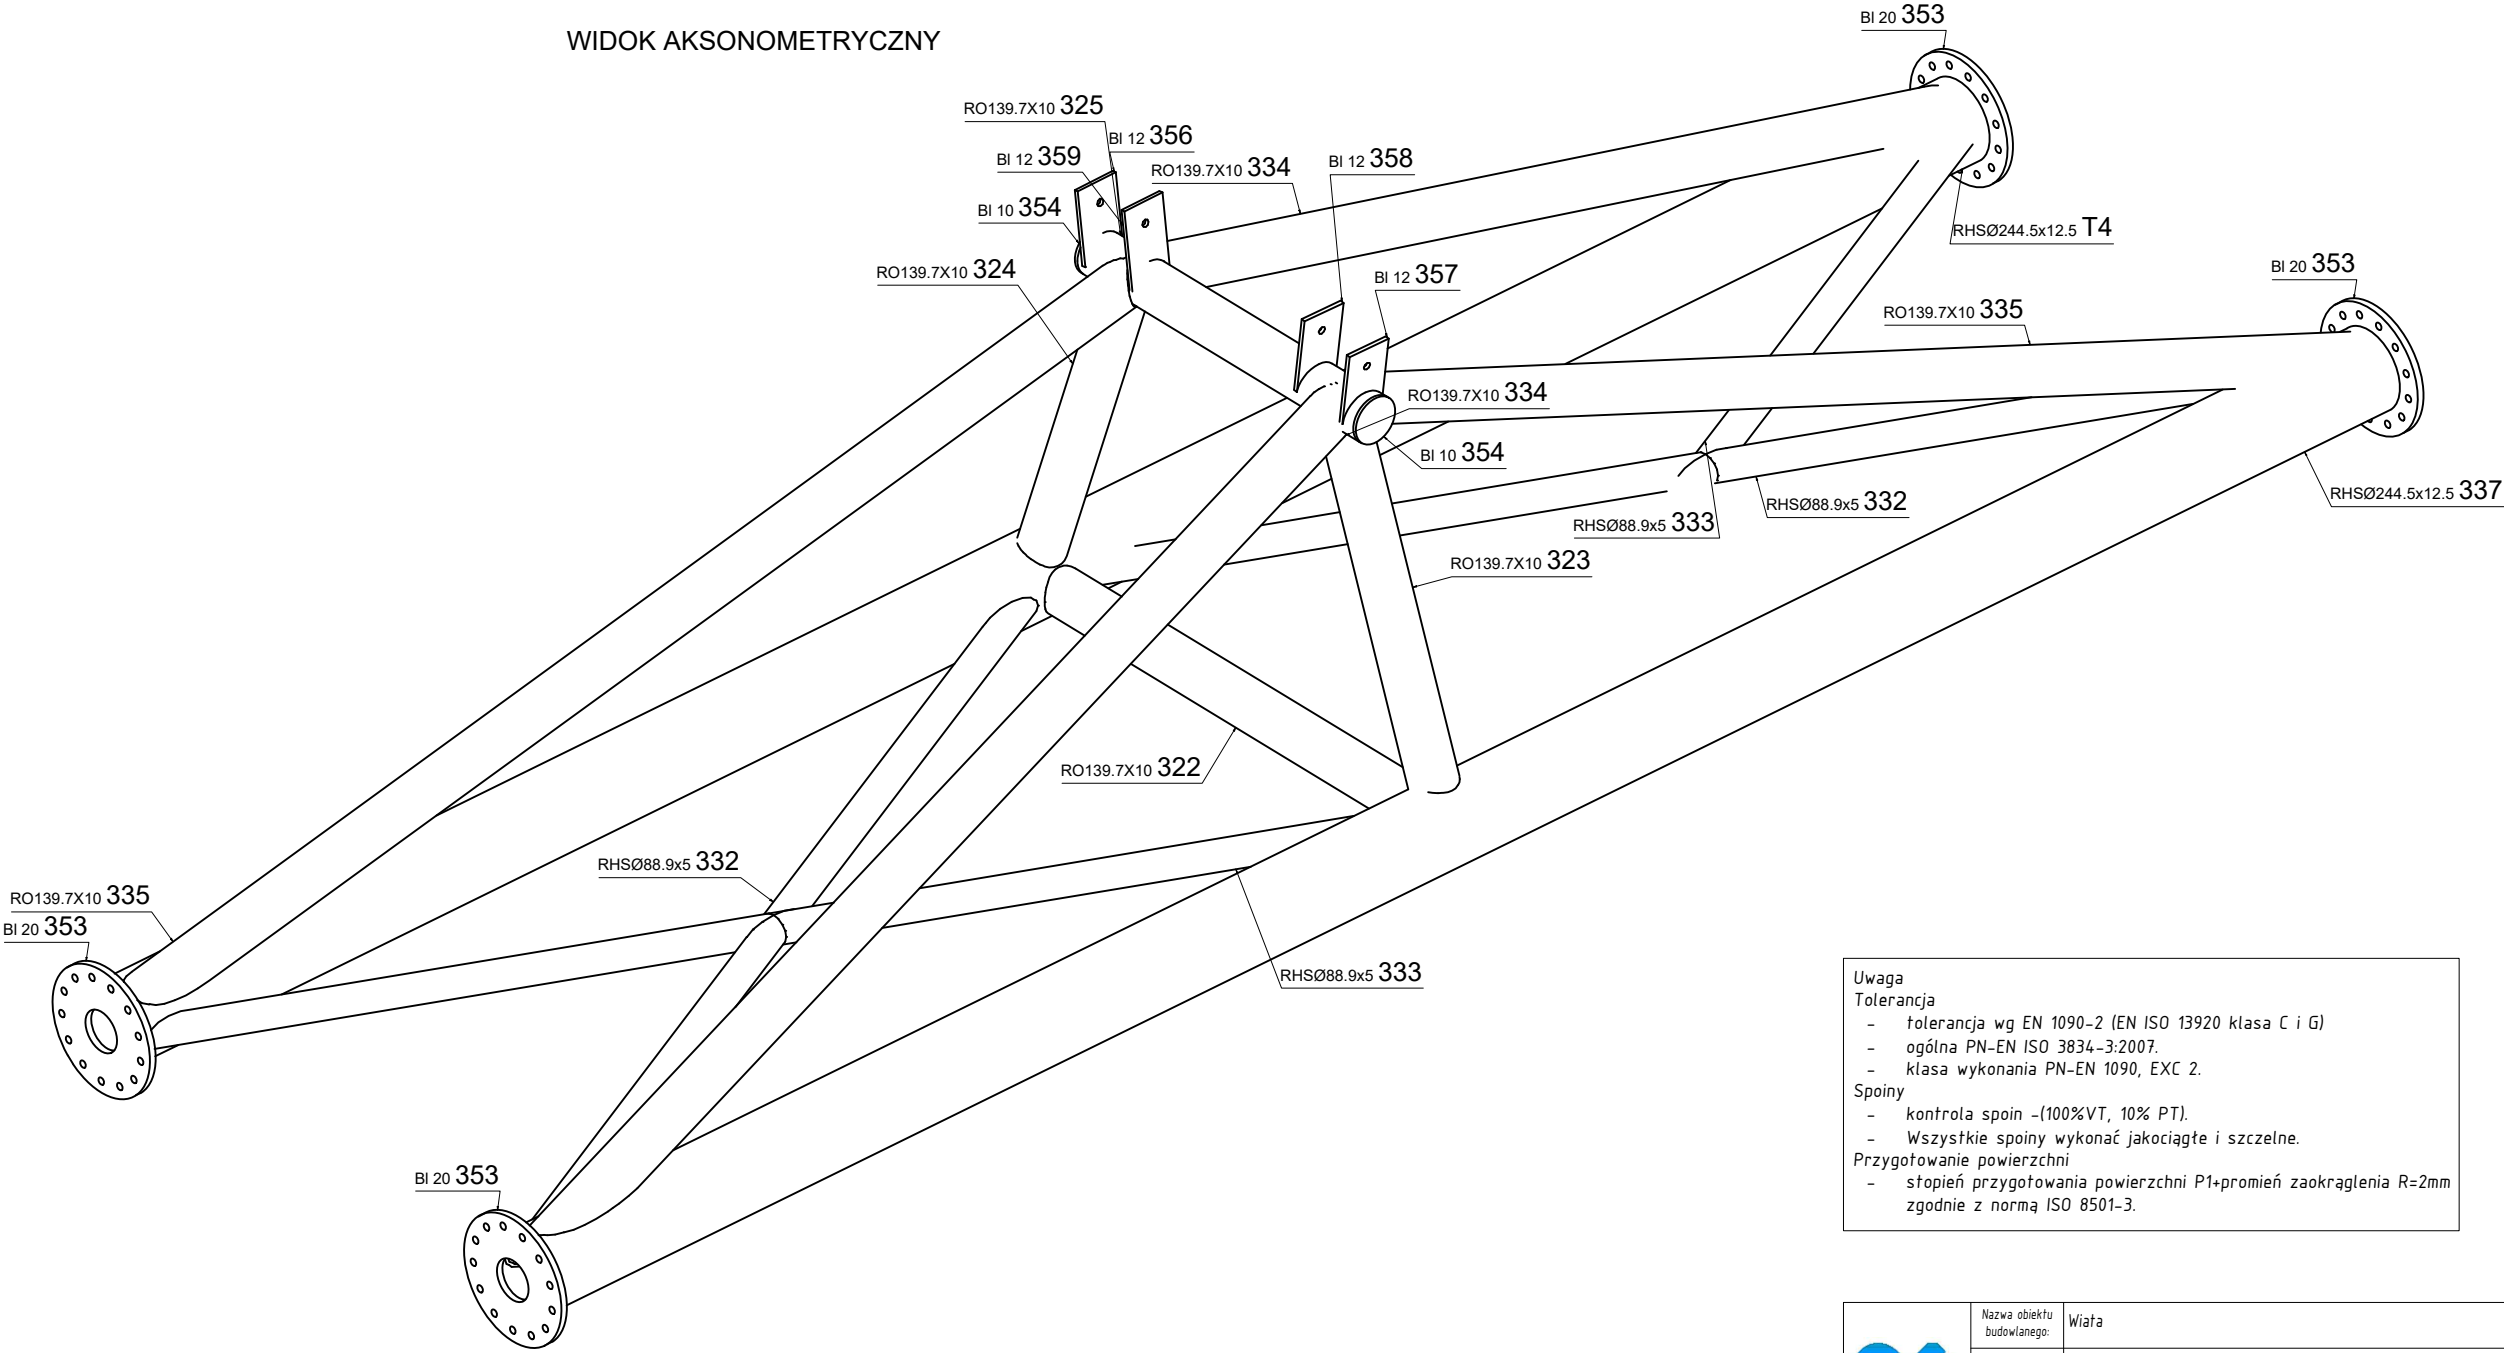 WIDOK AKSONOMETRYCZNY
Bl 20 353
RO139.7X10 325
Bl 12 356
Bl 12 359
RO139.7X10 334
Bl 12 358
Bl 10 354
RHSØ244.5x12.5 T4
RO139.7X10 324
Bl 12 357
Bl 20 353
RO139.7X10 335
RO139.7X10 334
Bl 10 354
RHSØ88.9x5 332
RHSØ244.5x12.5 337
RHSØ88.9x5 333
RO139.7X10 323
RO139.7X10 322
RHSØ88.9x5 332
RO139.7X10 335
Bl 20 353
RHSØ88.9x5 333
Bl 20 353
Uwaga
Tolerancja
- tolerancja wg EN 1090-2 (EN ISO 13920 klasa C i G)
- ogólna PN-EN ISO 3834-3:2007.
- klasa wykonania PN-EN 1090, EXC 2.
Spoiny
- kontrola spoin -(100%VT, 10% PT).
- Wszystkie spoiny wykonać jakociągłe i szczelne.
Przygotowanie powierzchni
- stopień przygotowania powierzchni P1+promień zaokrąglenia R=2mm
zgodnie z normą ISO 8501-3.
Nazwa obiektu
budowlanego:
Wiata